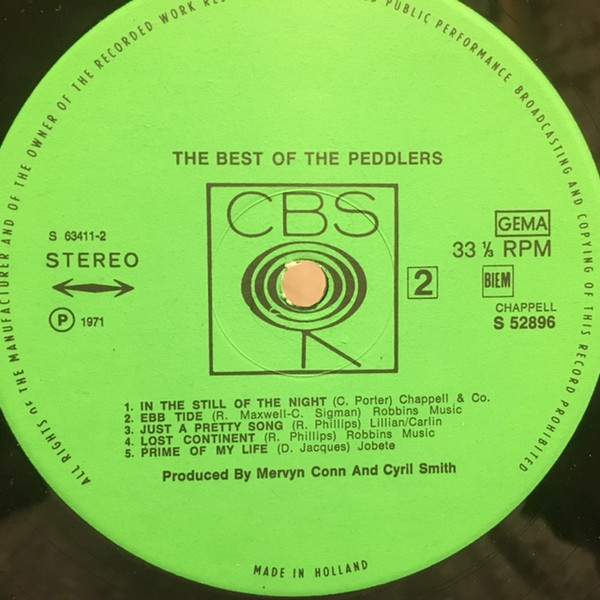 ALL RIGHTS OF THE MANUFACTURER AND OF THE OWNER OF THE RECORDED WORK
PUBLIC PERFORMANCE BROADCASTING AND COPYING OF THIS RECORD PROHIBITED
THE BEST OF THE PEDDLERS
CBS
S 63411-2
STEREO
P 1971
2
GEMA
33 ⅓ RPM
BIEM
CHAPPELL
S 52896
1. IN THE STILL OF THE NIGHT (C. Porter) Chappell & Co.
2. EBB TIDE (R. Maxwell-C. Sigman) Robbins Music
3. JUST A PRETTY SONG (R. Phillips) Lillian/Carlin
4. LOST CONTINENT (R. Phillips) Robbins Music
5. PRIME OF MY LIFE (D. Jacques) Jobete
Produced By Mervyn Conn And Cyril Smith
MADE IN HOLLAND